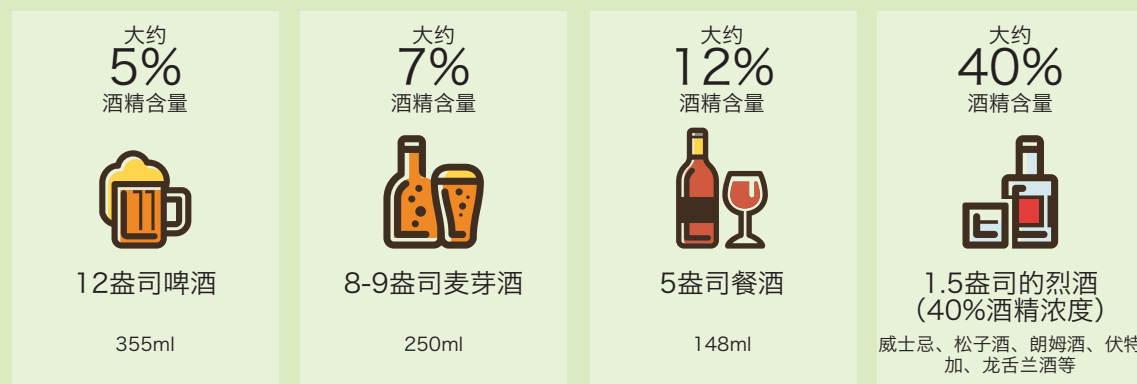 大约
5%
酒精含量
12盎司啤酒
355ml
大约
7%
酒精含量
8-9盎司麦芽酒
250ml
大约
12%
酒精含量
5盎司餐酒
148ml
大约
40%
酒精含量
1.5盎司的烈酒
（40%酒精浓度）
威士忌、松子酒、朗姆酒、伏特
加、龙舌兰酒等